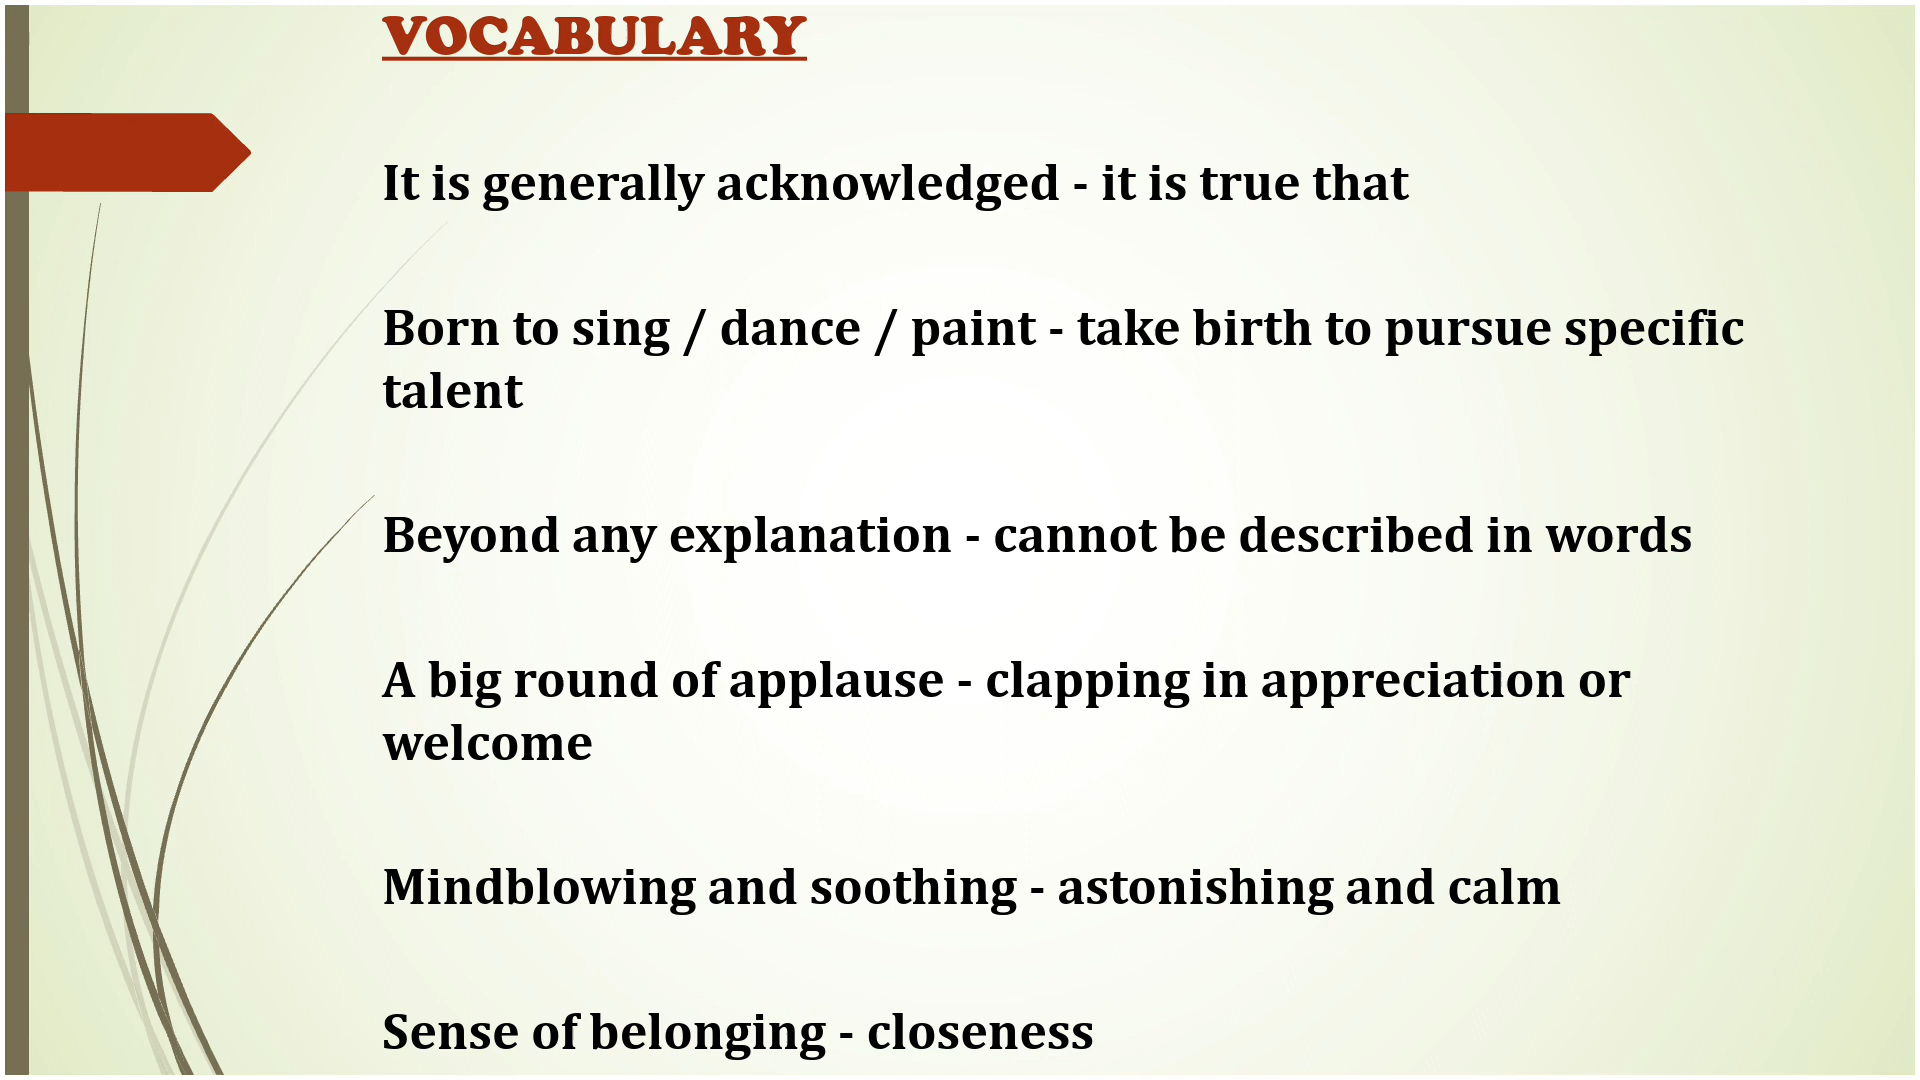 VOCABULARY
It is generally acknowledged - it is true that
Born to sing / dance / paint - take birth to pursue specific
talent
Beyond any explanation - cannot be described in words
A big round of applause - clapping in appreciation or
welcome
Mindblowing and soothing - astonishing and calm
Sense of belonging - closeness